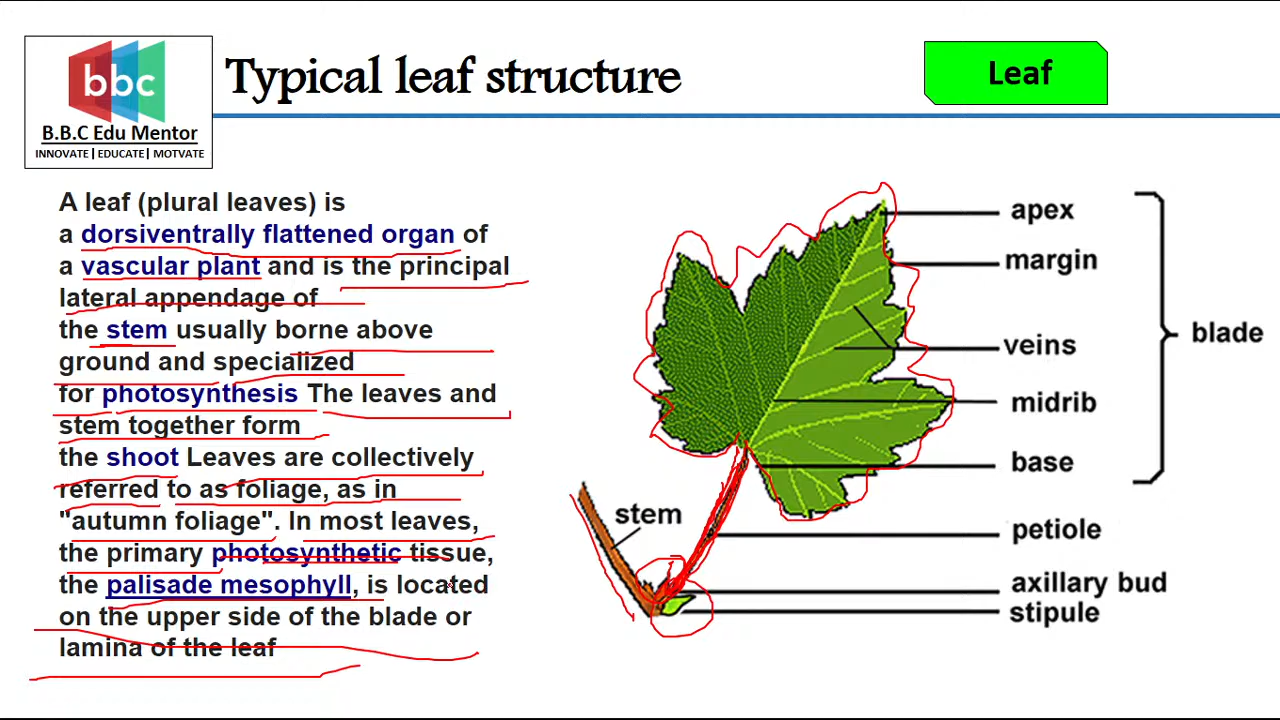 bbc
B.B.C Edu Mentor
INNOVATE | EDUCATE | MOTVATE
Typical leaf structure
Leaf
A leaf (plural leaves) is
a dorsiventrally flattened organ of
a vascular plant and is the principal
lateral appendage of
the stem usually borne above
ground and specialized
for photosynthesis The leaves and
stem together form
the shoot Leaves are collectively
referred to as foliage, as in
"autumn foliage". In most leaves,
the primary photosynthetic tissue,
the palisade mesophyll, is located
on the upper side of the blade or
lamina of the leaf
apex
margin
veins
midrib
base
blade
stem
petiole
axillary bud
stipule